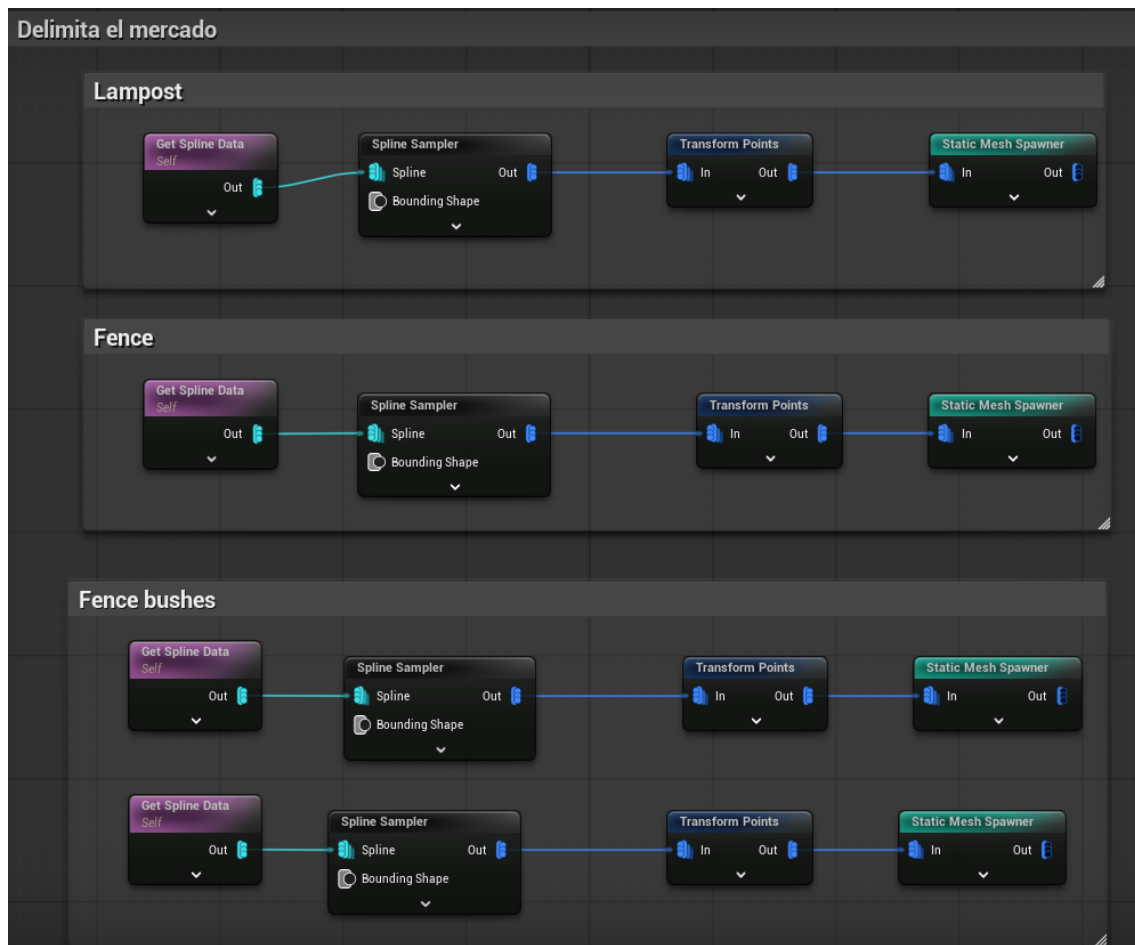 Delimita el mercado
Lampost
Get Spline Data
Self
Out
Spline Sampler
Spline Out
Bounding Shape
Transform Points
In Out
Static Mesh Spawner
In Out
Fence
Get Spline Data
Self
Out
Spline Sampler
Spline Out
Bounding Shape
Transform Points
In Out
Static Mesh Spawner
In Out
Fence bushes
Get Spline Data
Self
Out
Spline Sampler
Spline Out
Bounding Shape
Transform Points
In Out
Static Mesh Spawner
In Out
Get Spline Data
Self
Out
Spline Sampler
Spline Out
Bounding Shape
Transform Points
In Out
Static Mesh Spawner
In Out